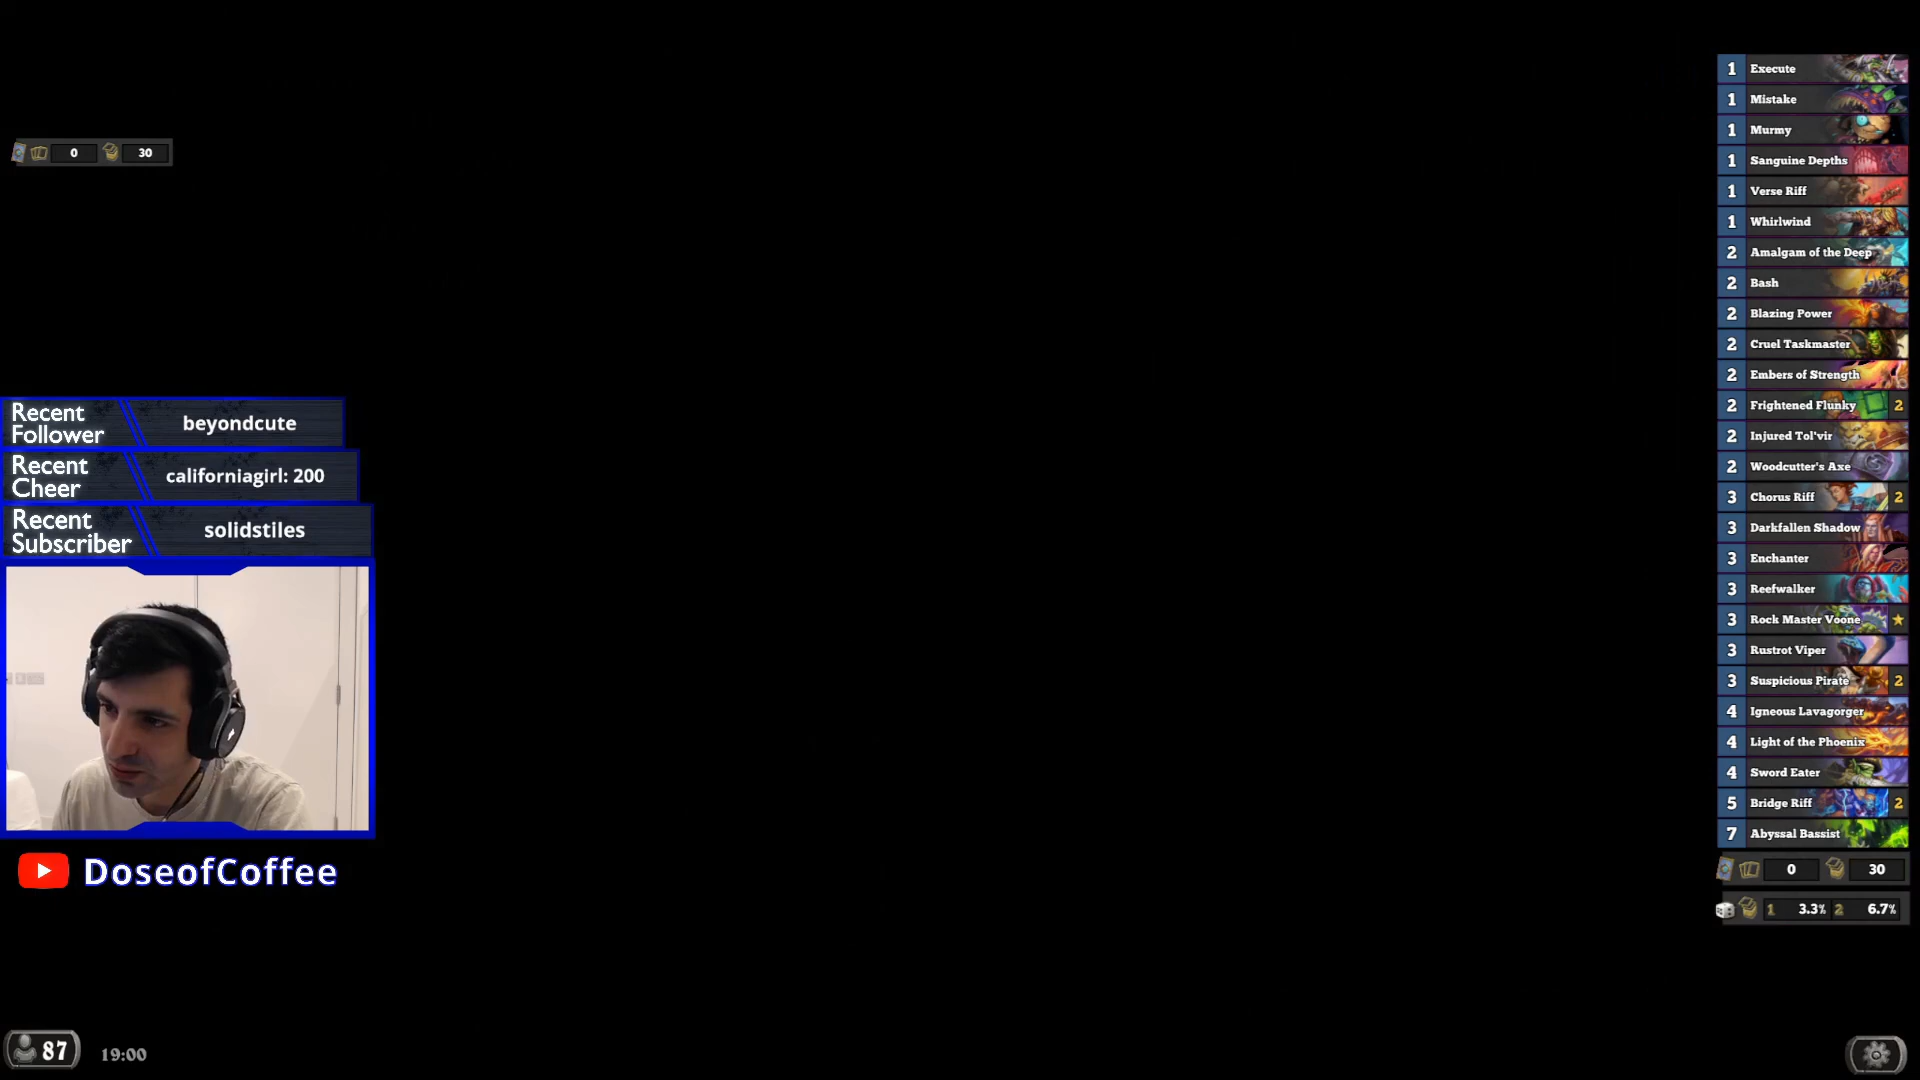 0 30
Recent
Follower
beyondcute
Recent
Cheer
californiagirl: 200
Recent
Subscriber
solidstiles
DoseofCoffee
87 19:00
1 Execute
1 Mistake
1 Murmy
1 Sanguine Depths
1 Verse Riff
1 Whirlwind
2 Amalgam of the Deep
2 Bash
2 Blazing Power
2 Cruel Taskmaster
2 Embers of Strength
2 Frightened Flunky 2
2 Injured Tol'vir
2 Woodcutter's Axe
3 Chorus Riff 2
3 Darkfallen Shadow
3 Enchanter
3 Reefwalker
3 Rock Master Voone
3 Rustrot Viper
3 Suspicious Pirate 2
4 Igneous Lavagorger
4 Light of the Phoenix
4 Sword Eater
5 Bridge Riff 2
7 Abyssal Bassist
0 30
1 3.3% 2 6.7%